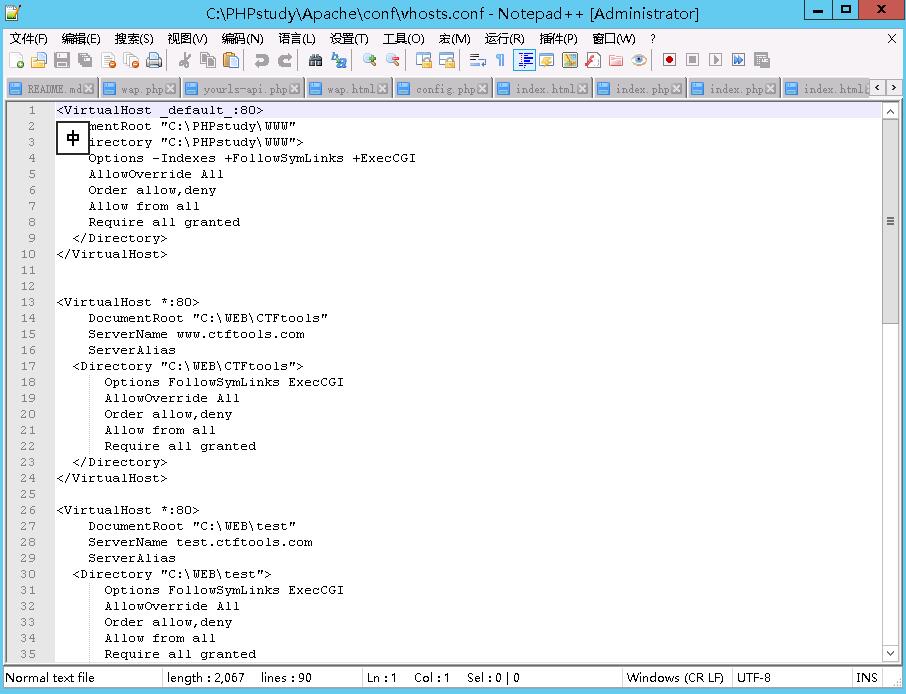 C:\PHPstudy\Apache\conf\vhosts.conf - Notepad++ [Administrator]
文件(F) 编辑(E) 搜索(S) 视图(V) 编码(N) 语言(L) 设置(T) 工具(O) 宏(M) 运行(R) 插件(P) 窗口(W) ? X
README.md wap.php yourls-api.php wap.html config.php index.html index.php index.php index.html
1 <VirtualHost _default_:80>
2 mentRoot "C:\PHPstudy\WWW"
中
3 irectory "C:\PHPstudy\WWW">
4 Options -Indexes +FollowSymLinks +ExecCGI
5 AllowOverride All
6 Order allow,deny
7 Allow from all
8 Require all granted
9 </Directory>
10 </VirtualHost>
11
12
13 <VirtualHost *:80>
14 DocumentRoot "C:\WEB\CTFtools"
15 ServerName www.ctftools.com
16 ServerAlias
17 <Directory "C:\WEB\CTFtools">
18 Options FollowSymLinks ExecCGI
19 AllowOverride All
20 Order allow,deny
21 Allow from all
22 Require all granted
23 </Directory>
24 </VirtualHost>
25
26 <VirtualHost *:80>
27 DocumentRoot "C:\WEB\test"
28 ServerName test.ctftools.com
29 ServerAlias
30 <Directory "C:\WEB\test">
31 Options FollowSymLinks ExecCGI
32 AllowOverride All
33 Order allow,deny
34 Allow from all
35 Require all granted
Normal text file length : 2,067 lines : 90 Ln : 1 Col : 1 Sel : 0 | 0 Windows (CR LF) UTF-8 INS